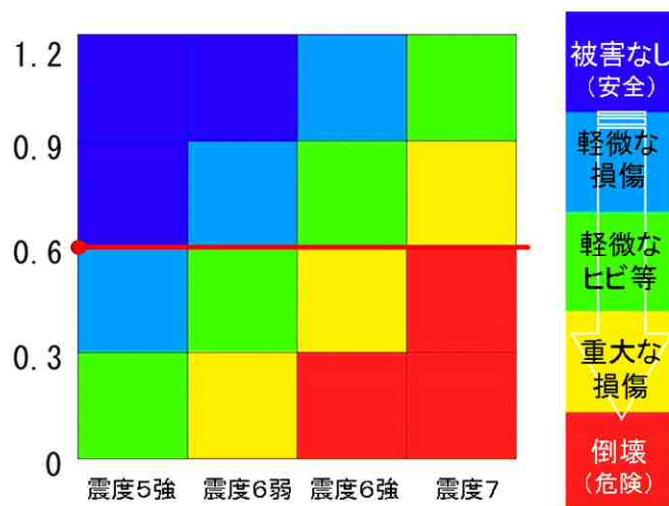 1.2
0.9
0.6
0.3
0
震度5強
震度6弱
震度6強
震度7
被害なし
（安全）
軽微な
損傷
軽微な
ヒビ等
重大な
損傷
倒壊
（危険）